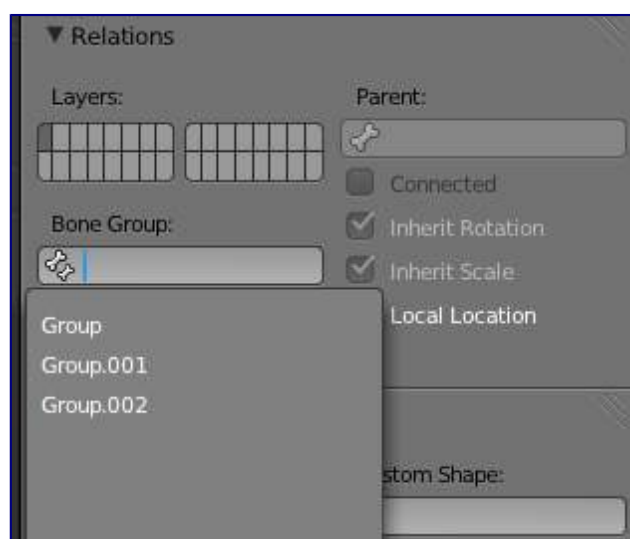 Relations
Layers:
Parent:
Connected
Bone Group:
Inherit Rotation
Inherit Scale
Local Location
Group
Group.001
Group.002
stom Shape: